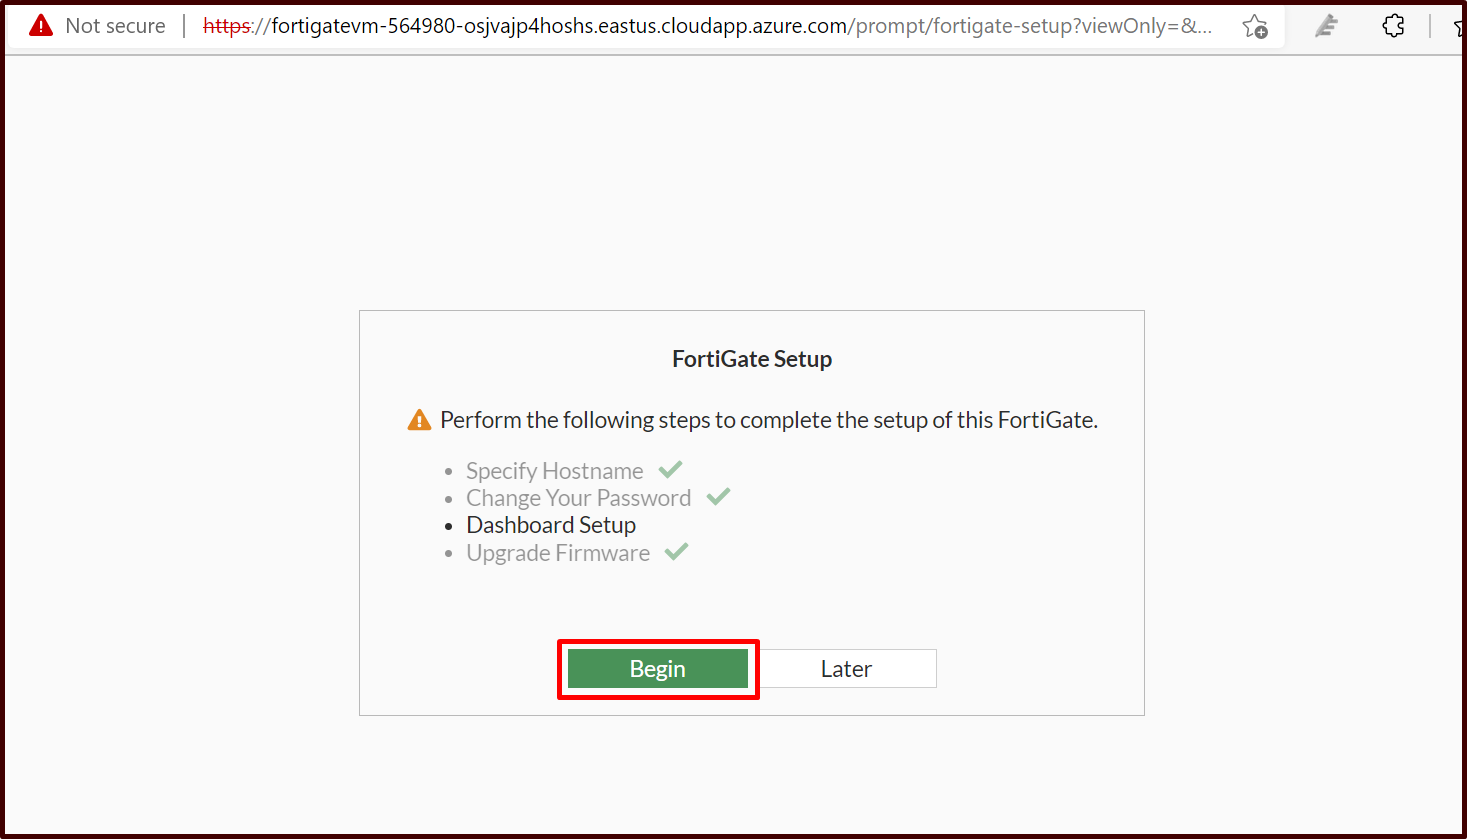 Not secure | https://fortigatevm-564980-osjvajp4hoshs.eastus.cloudapp.azure.com/prompt/fortigate-setup?viewOnly=&...
FortiGate Setup
Perform the following steps to complete the setup of this FortiGate.
• Specify Hostname
• Change Your Password
• Dashboard Setup
• Upgrade Firmware
Begin
Later